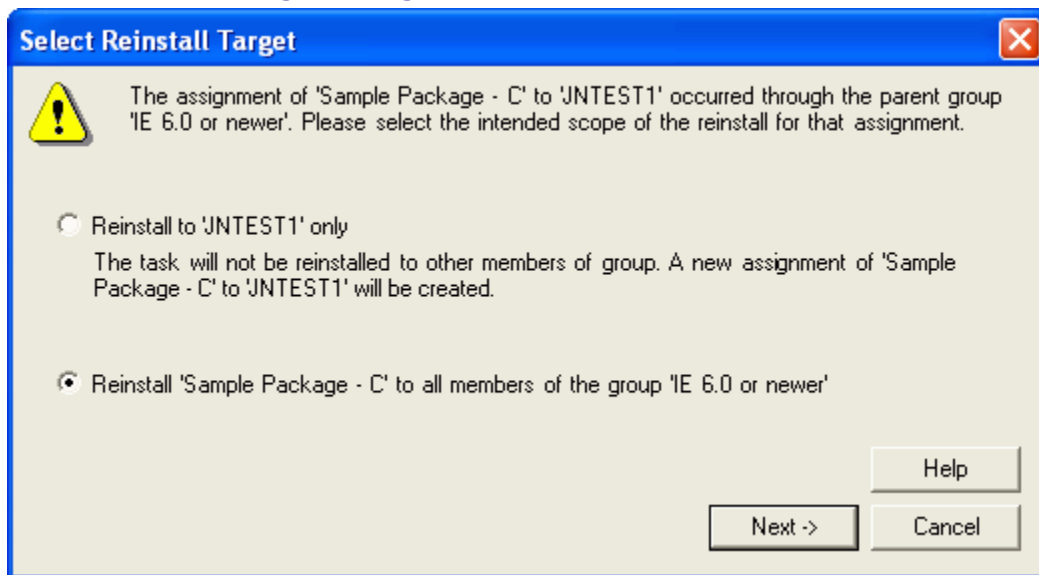 Select Reinstall Target
The assignment of 'Sample Package - C' to 'JNTEST1' occurred through the parent group
'IE 6.0 or newer'. Please select the intended scope of the reinstall for that assignment.
Reinstall to 'JNTEST1' only
The task will not be reinstalled to other members of group. A new assignment of 'Sample
Package - C' to 'JNTEST1' will be created.
Reinstall 'Sample Package - C' to all members of the group 'IE 6.0 or newer'
Help
Next ->
Cancel